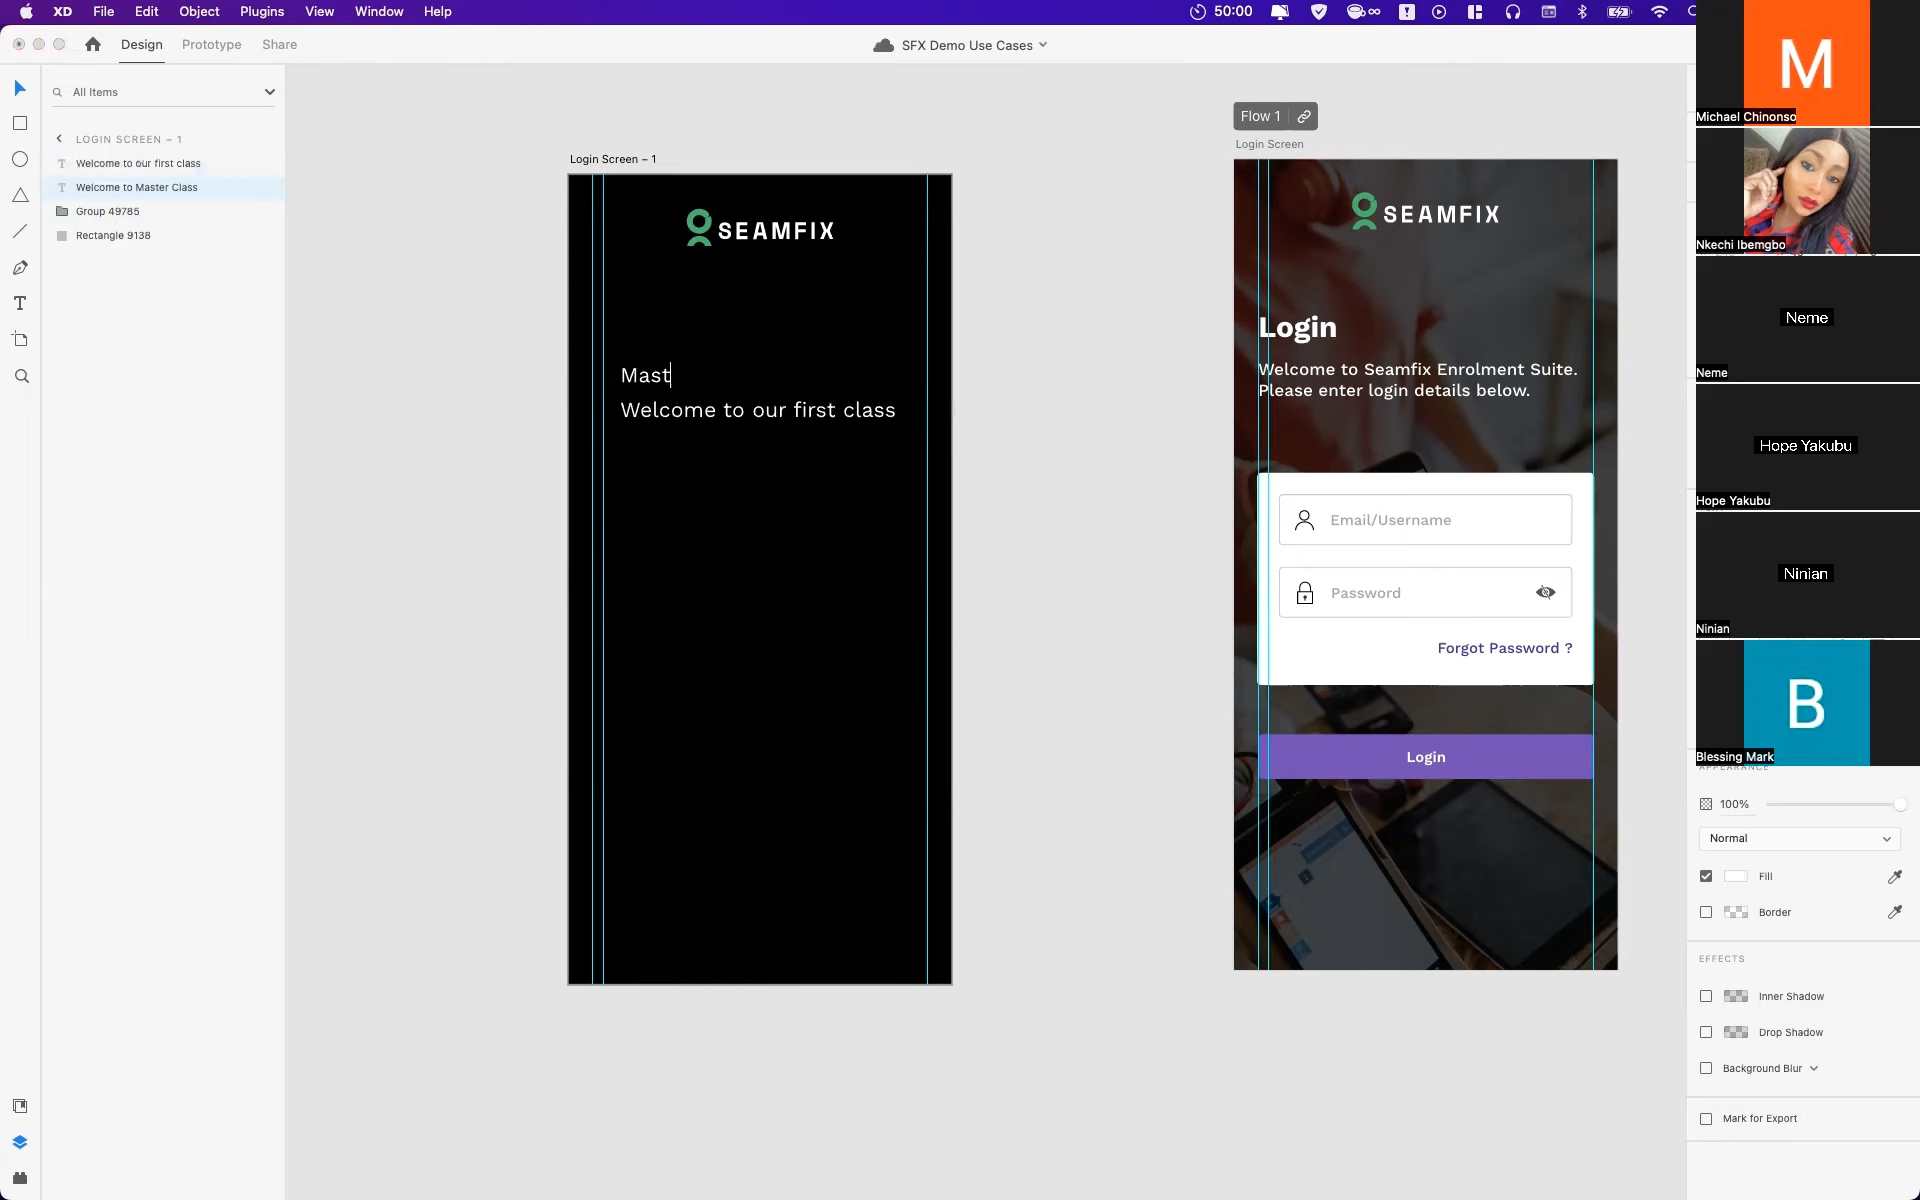 XD File Edit Object Plugins View Window Help 50:00
Design Prototype Share
SFX Demo Use Cases
All Items
LOGIN SCREEN – 1
Welcome to our first class
Welcome to Master Class
Group 49785
Rectangle 9138
Login Screen – 1
SEAMFIX
Mast
Welcome to our first class
Flow 1
Login Screen
SEAMFIX
Login
Welcome to Seamfix Enrolment Suite.
Please enter login details below.
Email/Username
Password
Forgot Password ?
Login
M
Michael Chinonso
Nkechi Ibemgbo
Neme
Neme
Hope Yakubu
Hope Yakubu
Ninian
Ninian
B
Blessing Mark
APPEARANCE
100%
Normal
Fill
Border
EFFECTS
Inner Shadow
Drop Shadow
Background Blur
Mark for Export